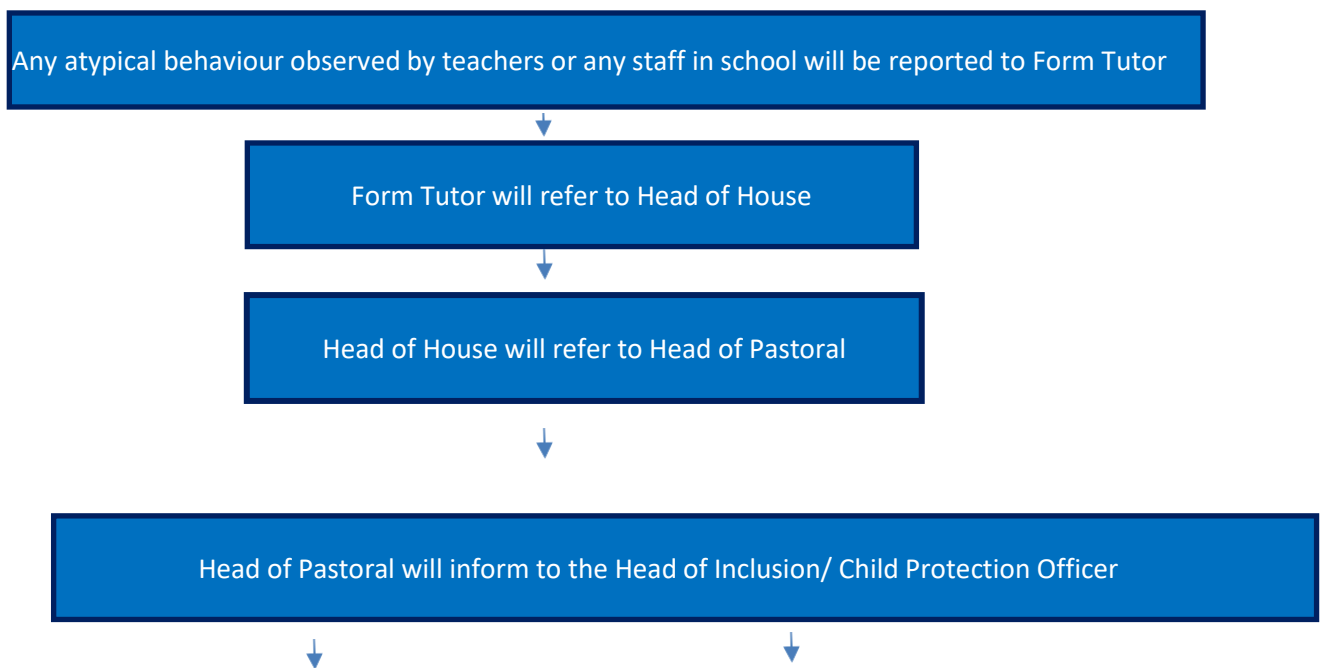 Any atypical behaviour observed by teachers or any staff in school will be reported to Form Tutor
Form Tutor will refer to Head of House
Head of House will refer to Head of Pastoral
Head of Pastoral will inform to the Head of Inclusion/ Child Protection Officer